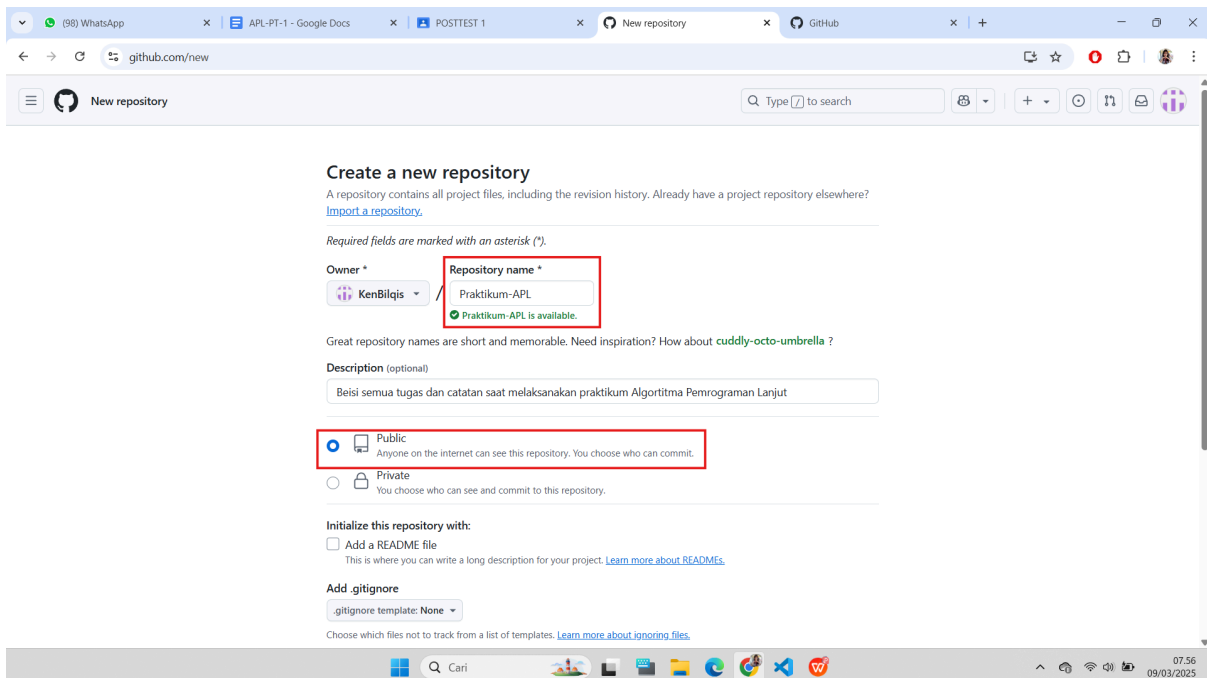 (98) WhatsApp
APL-PT-1 - Google Docs
POSTTEST 1
New repository
GitHub
github.com/new
New repository
Type / to search
Create a new repository
A repository contains all project files, including the revision history. Already have a project repository elsewhere?
Import a repository.
Required fields are marked with an asterisk (*).
Owner *
Repository name *
KenBilqis
/
Praktikum-APL
Praktikum-APL is available.
Great repository names are short and memorable. Need inspiration? How about cuddly-octo-umbrella ?
Description (optional)
Beisi semua tugas dan catatan saat melaksanakan praktikum Algortitma Pemrograman Lanjut
Public
Anyone on the internet can see this repository. You choose who can commit.
Private
You choose who can see and commit to this repository.
Initialize this repository with:
Add a README file
This is where you can write a long description for your project. Learn more about READMEs.
Add .gitignore
.gitignore template: None
Choose which files not to track from a list of templates. Learn more about ignoring files.
Cari
07.56
09/03/2025